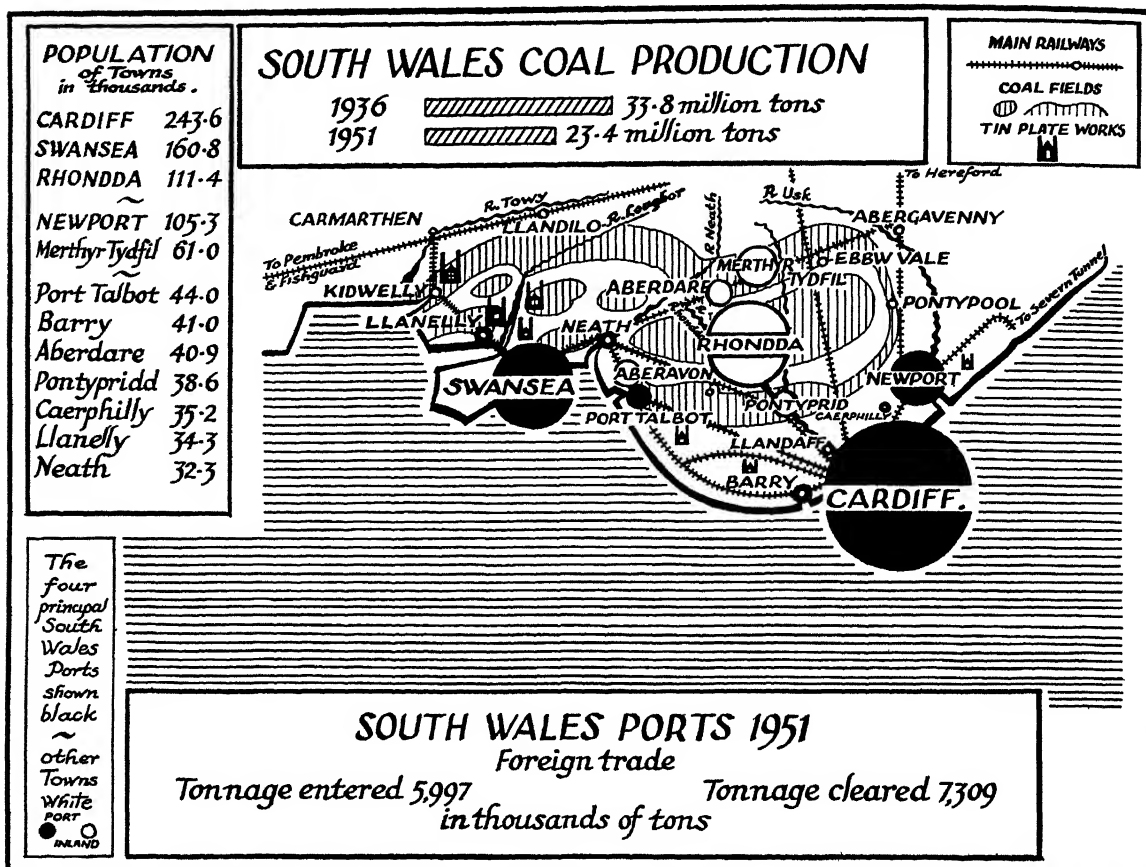 POPULATION
of Towns
in thousands.
CARDIFF 243·6
SWANSEA 160·8
RHONDDA 111·4
~
NEWPORT 105·3
Merthyr Tydfil 61·0
~
Port Talbot 44·0
Barry 41·0
Aberdare 40·9
Pontypridd 38·6
Caerphilly 35·2
Llanelly 34·3
Neath 32·3
SOUTH WALES COAL PRODUCTION
1936 33·8 million tons
1951 23·4 million tons
MAIN RAILWAYS
COAL FIELDS
TIN PLATE WORKS
To Hereford
R. Usk
R. Neath
R. Towy
R. Loughor
CARMARTHEN
LLANDILO
ABERGAVENNY
To Pembroke
& Fishguard
MERTHYR
TYDFIL
EBBW VALE
KIDWELLY
ABERDARE
PONTYPOOL
To Severn Tunnel
LLANELLY
NEATH
RHONDDA
SWANSEA
ABERAVON
NEWPORT
PORT TALBOT
PONTYPRID
CAERPHILLY
LLANDAFF
BARRY
CARDIFF.
The
four
principal
South
Wales
Ports
shown
black
~
other
Towns
White
PORT
INLAND
SOUTH WALES PORTS 1951
Foreign trade
Tonnage entered 5,997 Tonnage cleared 7,309
in thousands of tons